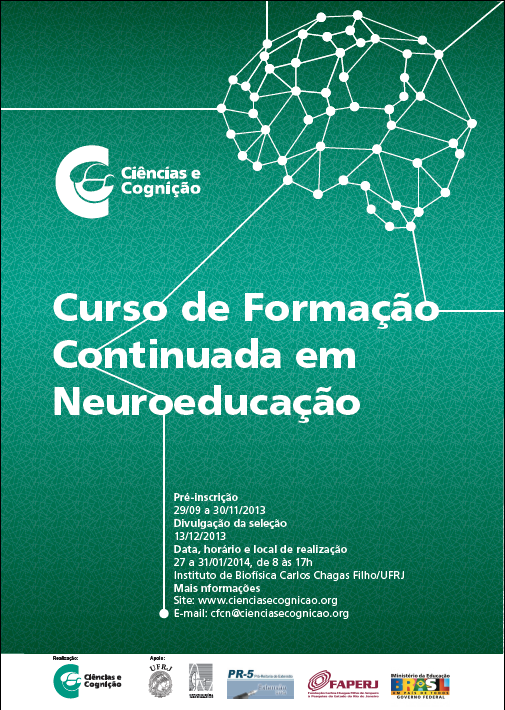 Ciências e
Cognição
Curso de Formação
Continuada em
Neuroeducação
Pré-inscrição
29/09 a 30/11/2013
Divulgação da seleção
13/12/2013
Data, horário e local de realização
27 a 31/01/2014, de 8 às 17h
Instituto de Biofísica Carlos Chagas Filho/UFRJ
Mais nformações
Site: www.cienciasecognicao.org
E-mail: cfcn@cienciasecognicao.org
Realização:
Ciências e
Cognição
Apoio:
UFRJ
PR-5
FAPERJ
Ministério da Educação
BRASIL
GOVERNO FEDERAL